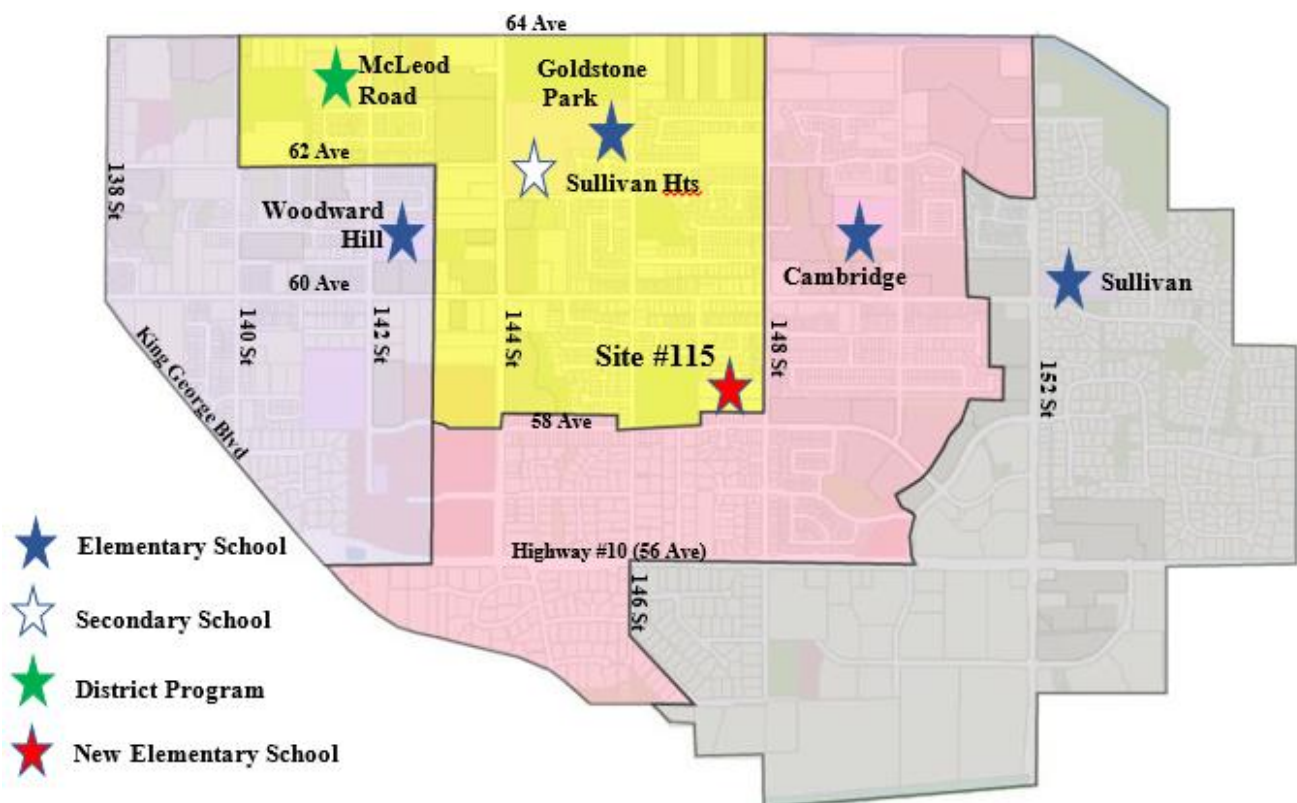 64 Ave
McLeod
Road
Goldstone
Park
62 Ave
Sullivan Hts
138 St
Woodward
Hill
Cambridge
Sullivan
60 Ave
King George Blvd
140 St
142 St
144 St
Site #115
148 St
152 St
58 Ave
Highway #10 (56 Ave)
146 St
Elementary School
Secondary School
District Program
New Elementary School